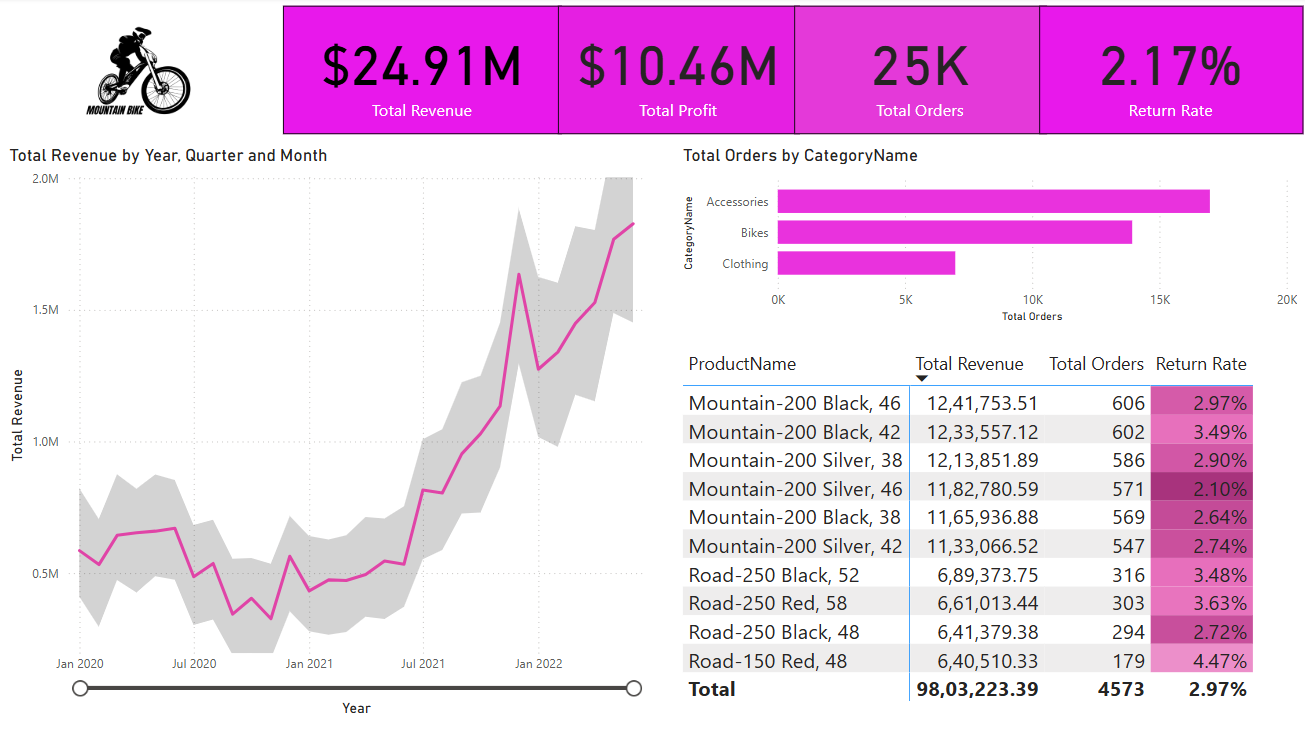 MOUNTAIN BIKE
$24.91M
Total Revenue
$10.46M
Total Profit
25K
Total Orders
2.17%
Return Rate
Total Revenue by Year, Quarter and Month
2.0M
1.5M
1.0M
0.5M
Total Revenue
Jan 2020 Jul 2020 Jan 2021 Jul 2021 Jan 2022
Year
Total Orders by CategoryName
CategoryName
Accessories
Bikes
Clothing
0K 5K 10K 15K 20K
Total Orders
ProductName Total Revenue Total Orders Return Rate
Mountain-200 Black, 46 12,41,753.51 606 2.97%
Mountain-200 Black, 42 12,33,557.12 602 3.49%
Mountain-200 Silver, 38 12,13,851.89 586 2.90%
Mountain-200 Silver, 46 11,82,780.59 571 2.10%
Mountain-200 Black, 38 11,65,936.88 569 2.64%
Mountain-200 Silver, 42 11,33,066.52 547 2.74%
Road-250 Black, 52 6,89,373.75 316 3.48%
Road-250 Red, 58 6,61,013.44 303 3.63%
Road-250 Black, 48 6,41,379.38 294 2.72%
Road-150 Red, 48 6,40,510.33 179 4.47%
Total 98,03,223.39 4573 2.97%